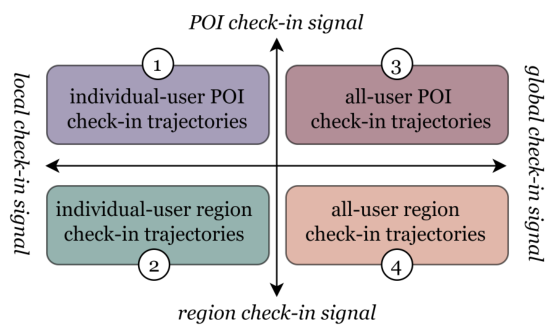 POI check-in signal
1
individual-user POI
check-in trajectories
3
all-user POI
check-in trajectories
local check-in signal
global check-in signal
individual-user region
check-in trajectories
2
all-user region
check-in trajectories
4
region check-in signal